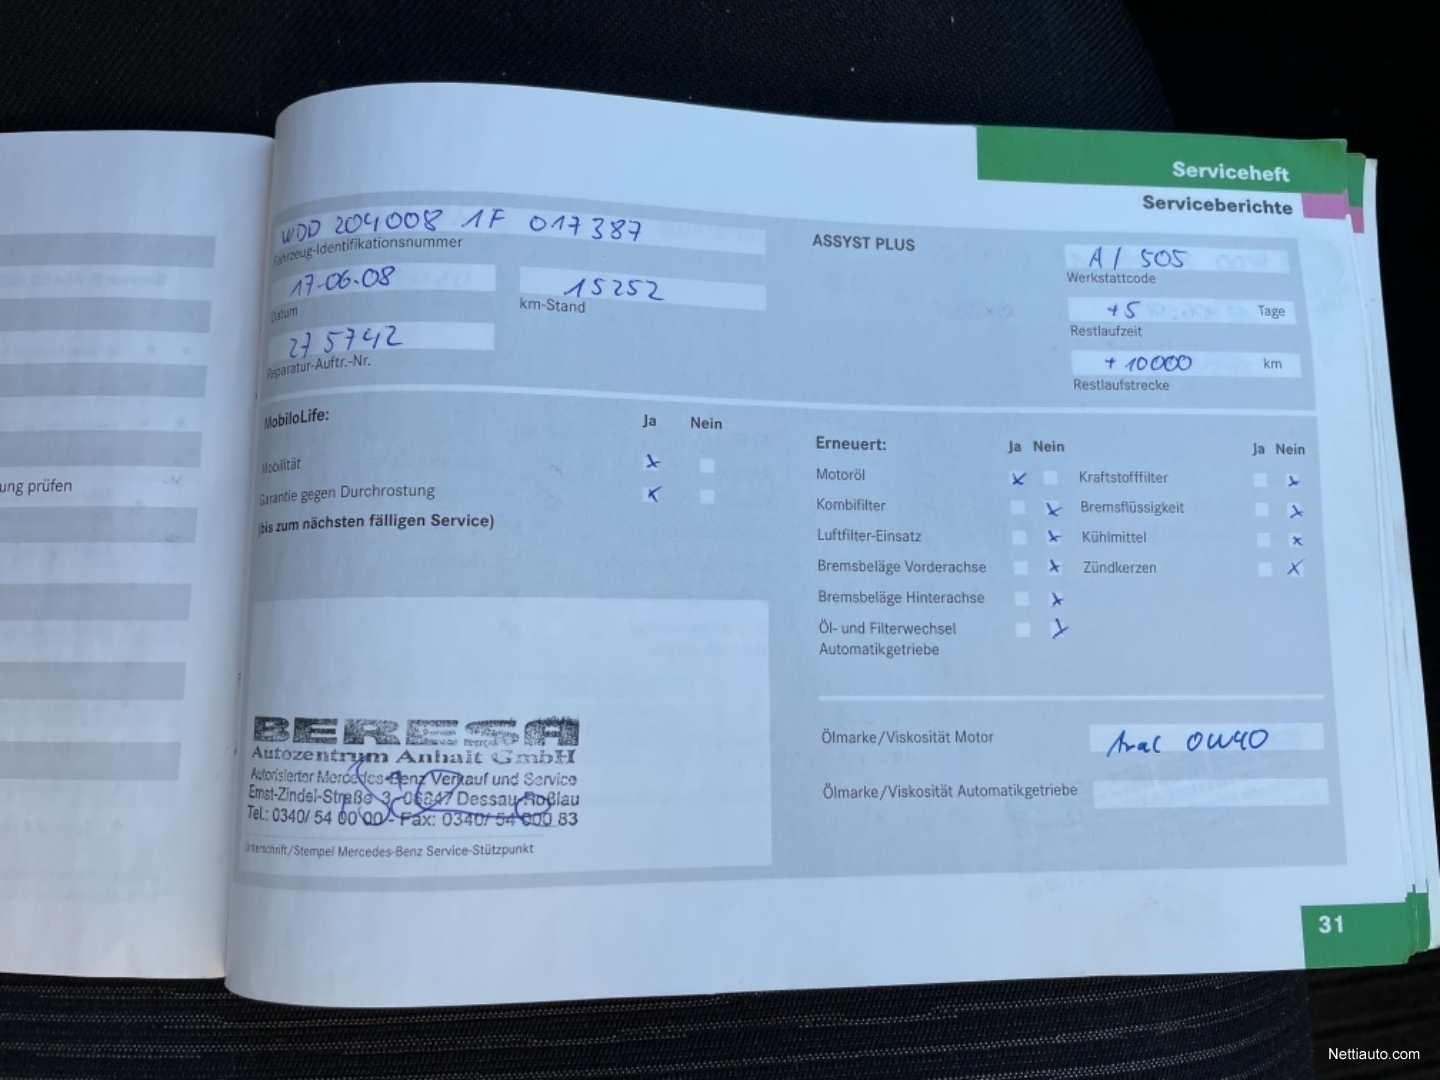 Serviceheft
Serviceberichte
ung prüfen
WDD 204008 1F 017387
Fahrzeug-Identifikationsnummer
17-06-08
Datum
15252
km-Stand
275742
Reparatur-Auftr.-Nr.
ASSYST PLUS
A/ 505
Werkstattcode
+5 Tage
Restlaufzeit
+ 10000 km
Restlaufstrecke
MobiloLife: Ja Nein
Mobilität x
Garantie gegen Durchrostung x
(bis zum nächsten fälligen Service)
Erneuert: Ja Nein
Motoröl x
Kombifilter x
Luftfilter-Einsatz x
Bremsbeläge Vorderachse x
Bremsbeläge Hinterachse x
Öl- und Filterwechsel x
Automatikgetriebe
Ja Nein
Kraftstofffilter x
Bremsflüssigkeit x
Kühlmittel x
Zündkerzen x
Ölmarke/Viskosität Motor Aral 0W40
Ölmarke/Viskosität Automatikgetriebe
BERESA
Autozentrum Anhalt GmbH
Autorisierter Mercedes-Benz Verkauf und Service
Ernst-Zindel-Straße 3 - 06847 Dessau-Roßlau
Tel.: 0340/ 54 00 00 - Fax: 0340/ 54 000 83
Unterschrift/Stempel Mercedes-Benz Service-Stützpunkt
31
Nettiauto.com